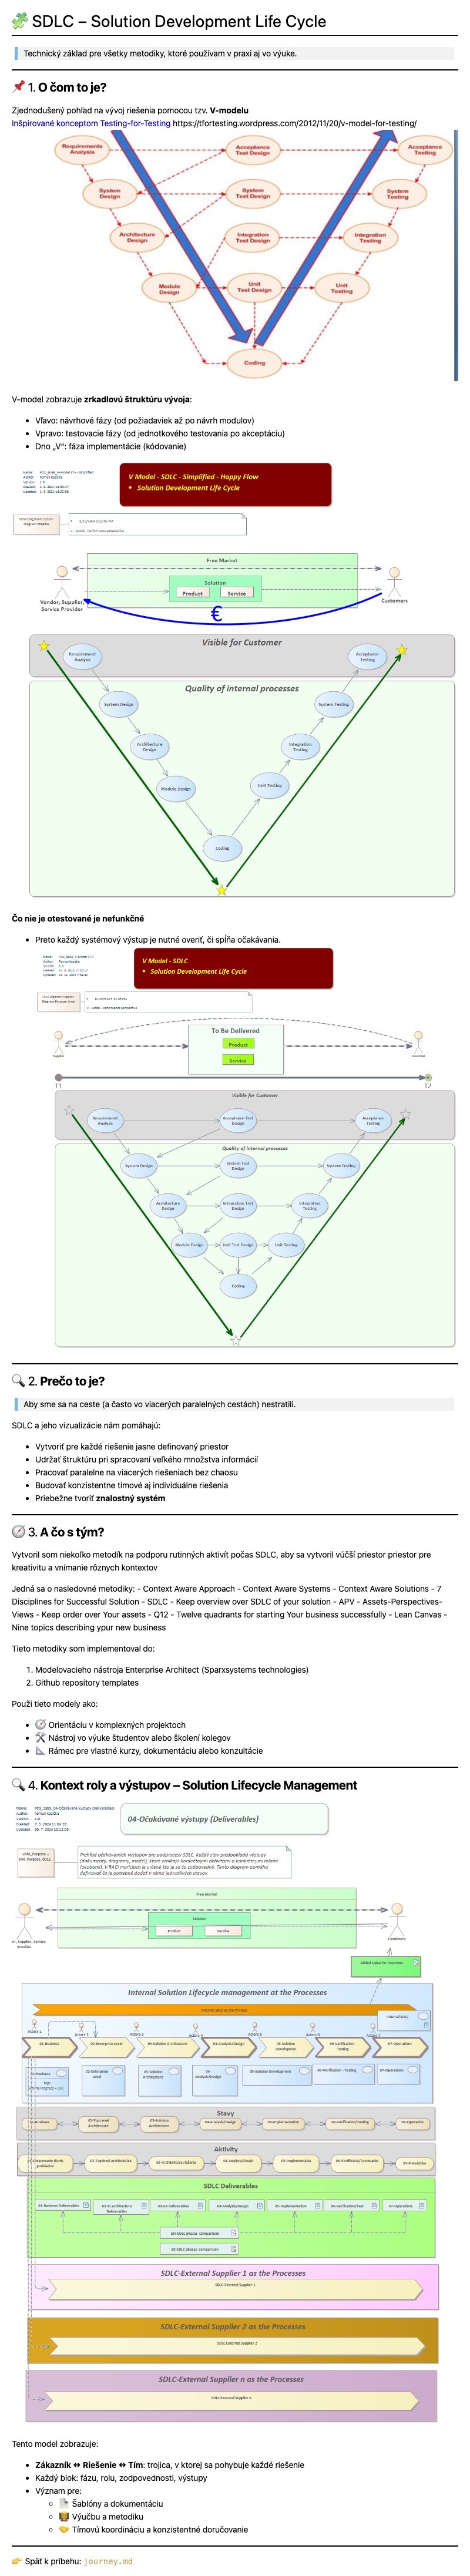 SDLC – Solution Development Life Cycle
Technický základ pre všetky metodiky, ktoré používam v praxi aj vo výuke.
1. O čom to je?
Zjednodušený pohľad na vývoj riešenia pomocou tzv. V-modelu
Inšpirované konceptom Testing-for-Testing https://tfortesting.wordpress.com/2012/11/20/v-model-for-testing/
Requirements Analysis
Acceptance Test Design
Acceptance Testing
System Design
System Test Design
System Testing
Architecture Design
Integration Test Design
Integration Testing
Module Design
Unit Test Design
Unit Testing
Coding
V-model zobrazuje zrkadlovú štruktúru vývoja:
Vľavo: návrhové fázy (od požiadaviek až po návrh modulov)
Vpravo: testovacie fázy (od jednotkového testovania po akceptáciu)
Dno „V“: fáza implementácie (kódovanie)
V Model - SDLC - Simplified - Happy Flow
Solution Development Life Cycle
Free Market
Solution
Product
Service
Vendor, Supplier, Service Provider
Customers
€
Visible for Customer
Requirement Analysis
Acceptance Testing
Quality of internal processes
System Design
System Testing
Architecture Design
Integration Testing
Module Design
Unit Testing
Coding
Čo nie je otestované je nefunkčné
Preto každý systémový výstup je nutné overiť, či spĺňa očakávania.
V Model - SDLC
Solution Development Life Cycle
To Be Delivered
Product
Service
Supplier
Customer
Visible for Customer
Requirement Analysis
Acceptance Test Design
Acceptance Testing
Quality of internal processes
System Design
System Test Design
System Testing
Architecture Design
Integration Test Design
Integration Testing
Module Design
Unit Test Design
Unit Testing
Coding
2. Prečo to je?
Aby sme sa na ceste (a často vo viacerých paralelných cestách) nestratili.
SDLC a jeho vizualizácie nám pomáhajú:
Vytvoriť pre každé riešenie jasne definovaný priestor
Udržať štruktúru pri spracovaní veľkého množstva informácií
Pracovať paralelne na viacerých riešeniach bez chaosu
Budovať konzistentne tímové aj individuálne riešenia
Priebežne tvoriť znalostný systém
3. A čo s tým?
Vytvoril som niekoľko metodík na podporu rutinných aktivít počas SDLC, aby sa vytvoril väčší priestor priestor pre
kreativitu a vnímanie rôznych kontextov
Jedná sa o nasledovné metodiky: - Context Aware Approach - Context Aware Systems - Context Aware Solutions - 7
Disciplines for Successful Solution - SDLC - Keep overview over SDLC of your solution - APV - Assets-Perspectives-
Views - Keep order over Your assets - Q12 - Twelve quadrants for starting Your business successfully - Lean Canvas -
Nine topics describing ypur new business
Tieto metodiky som implementoval do:
1. Modelovacieho nástroja Enterprise Architect (Sparxsystems technologies)
2. Github repository templates
Použi tieto modely ako:
Orientáciu v komplexných projektoch
Nástroj vo výuke študentov alebo školení kolegov
Rámec pre vlastné kurzy, dokumentáciu alebo konzultácie
4. Kontext roly a výstupov – Solution Lifecycle Management
04-Očakávané výstupy (Deliverables)
Free Market
Solution
Product
Service
Customers
Added Value for Customer
Internal Solution Lifecycle management at the Processes
Stavy
Aktivity
SDLC Deliverables
SDLC-External Supplier 1 as the Processes
SDLC-External Supplier 1
SDLC-External Supplier 2 as the Processes
SDLC External Supplier 2
SDLC-External Supplier n as the Processes
SDLC External Supplier n
Tento model zobrazuje:
Zákazník ↔ Riešenie ↔ Tím: trojica, v ktorej sa pohybuje každé riešenie
Každý blok: fázu, rolu, zodpovednosti, výstupy
Význam pre:
Šablóny a dokumentáciu
Výučbu a metodiku
Tímovú koordináciu a konzistentné doručovanie
Späť k príbehu: journey.md